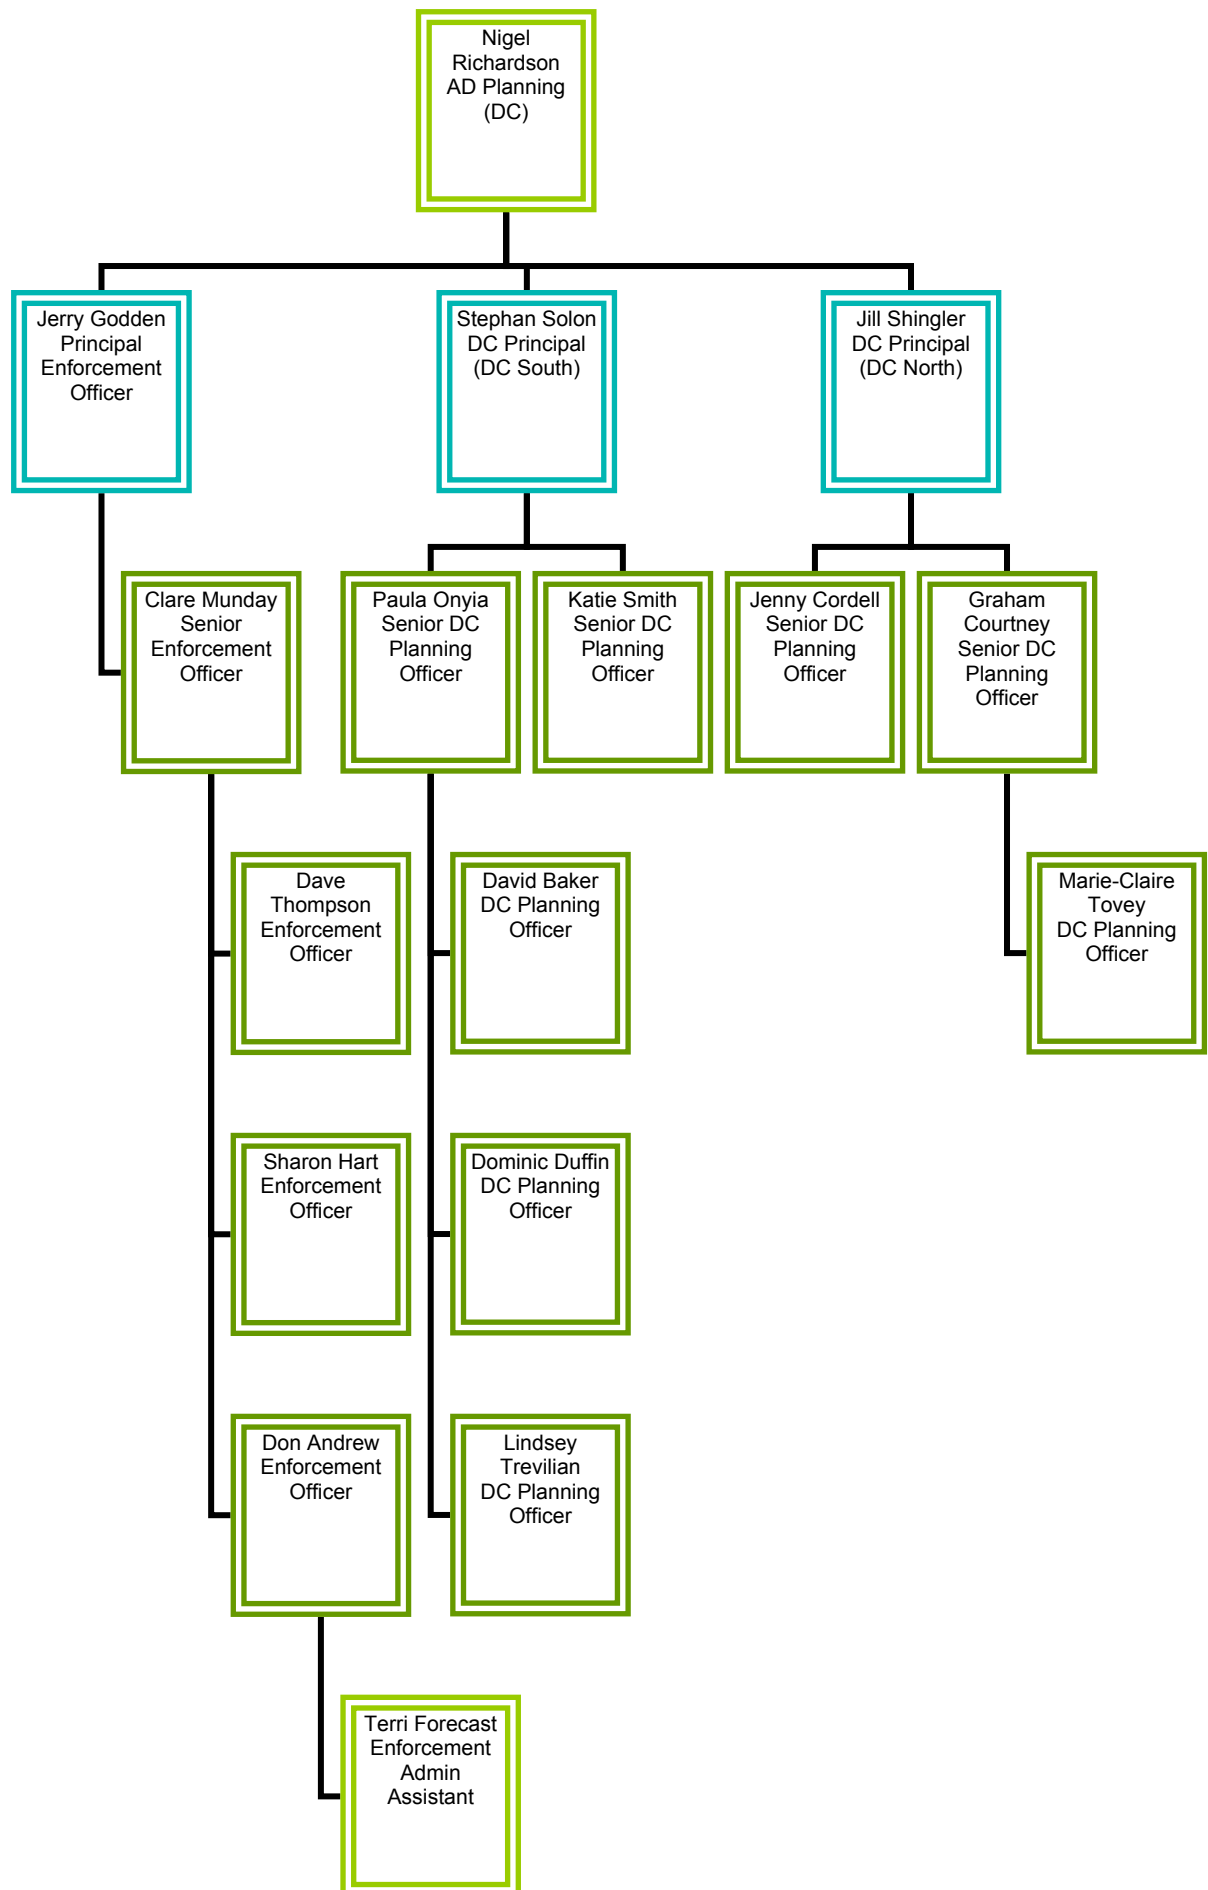 Nigel
Richardson
AD Planning
(DC)
Jerry Godden
Principal
Enforcement
Officer
Stephan Solon
DC Principal
(DC South)
Jill Shingler
DC Principal
(DC North)
Clare Munday
Senior
Enforcement
Officer
Paula Onyia
Senior DC
Planning
Officer
Katie Smith
Senior DC
Planning
Officer
Jenny Cordell
Senior DC
Planning
Officer
Graham
Courtney
Senior DC
Planning
Officer
Dave
Thompson
Enforcement
Officer
David Baker
DC Planning
Officer
Marie-Claire
Tovey
DC Planning
Officer
Sharon Hart
Enforcement
Officer
Dominic Duffin
DC Planning
Officer
Don Andrew
Enforcement
Officer
Lindsey
Trevilian
DC Planning
Officer
Terri Forecast
Enforcement
Admin
Assistant